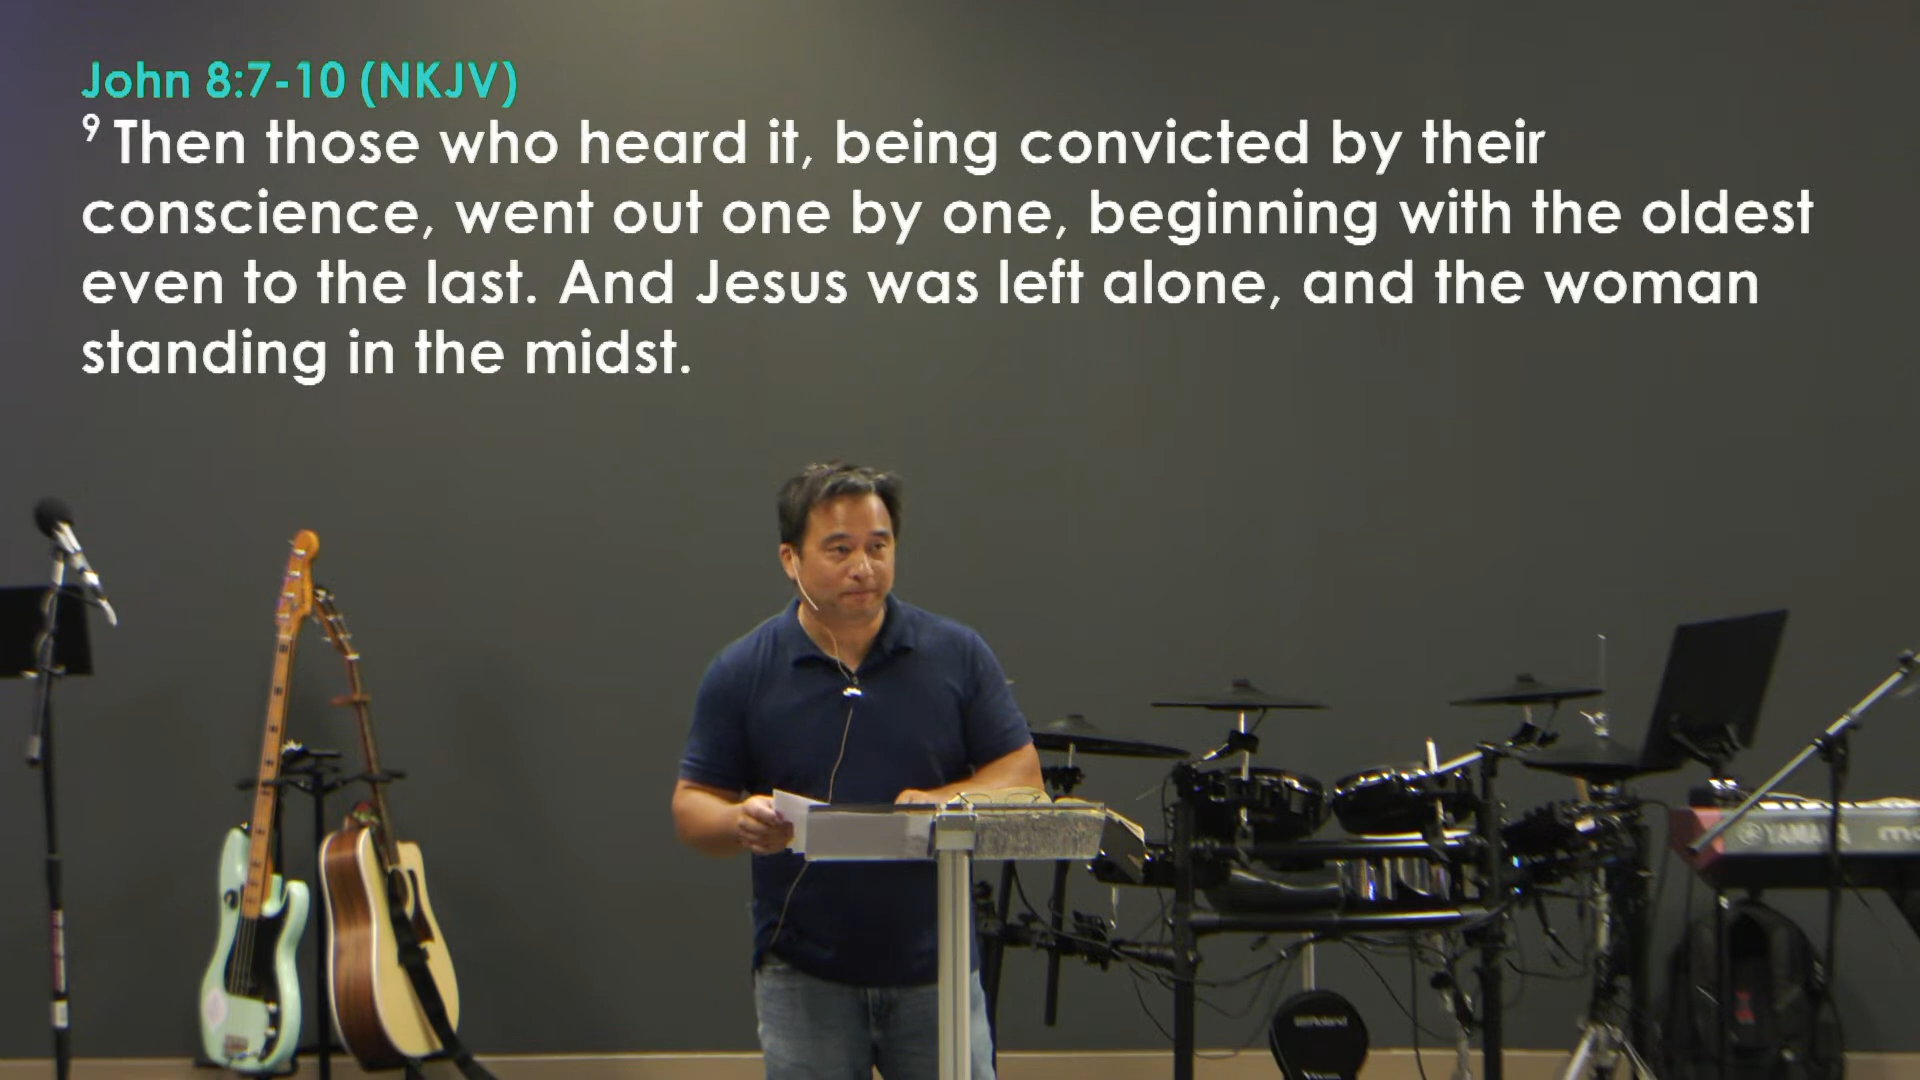 John 8:7-10 (NKJV)
9 Then those who heard it, being convicted by their
conscience, went out one by one, beginning with the oldest
even to the last. And Jesus was left alone, and the woman
standing in the midst.
YAMAHA
Roland